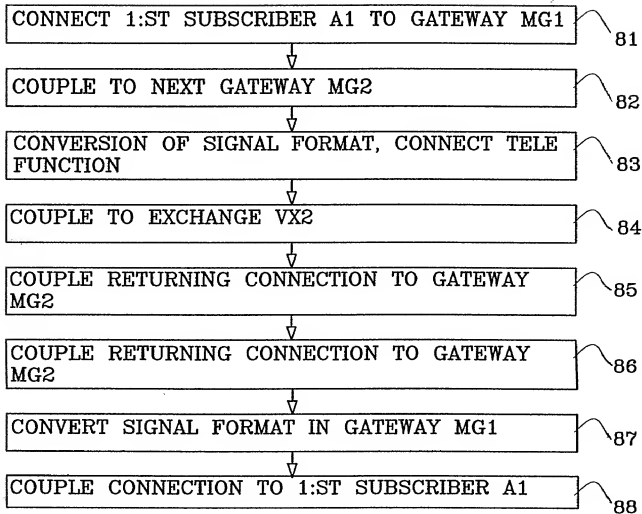 CONNECT 1:ST SUBSCRIBER A1 TO GATEWAY MG1
81
COUPLE TO NEXT GATEWAY MG2
82
CONVERSION OF SIGNAL FORMAT, CONNECT TELE
FUNCTION
83
COUPLE TO EXCHANGE VX2
84
COUPLE RETURNING CONNECTION TO GATEWAY
MG2
85
COUPLE RETURNING CONNECTION TO GATEWAY
MG2
86
CONVERT SIGNAL FORMAT IN GATEWAY MG1
87
COUPLE CONNECTION TO 1:ST SUBSCRIBER A1
88